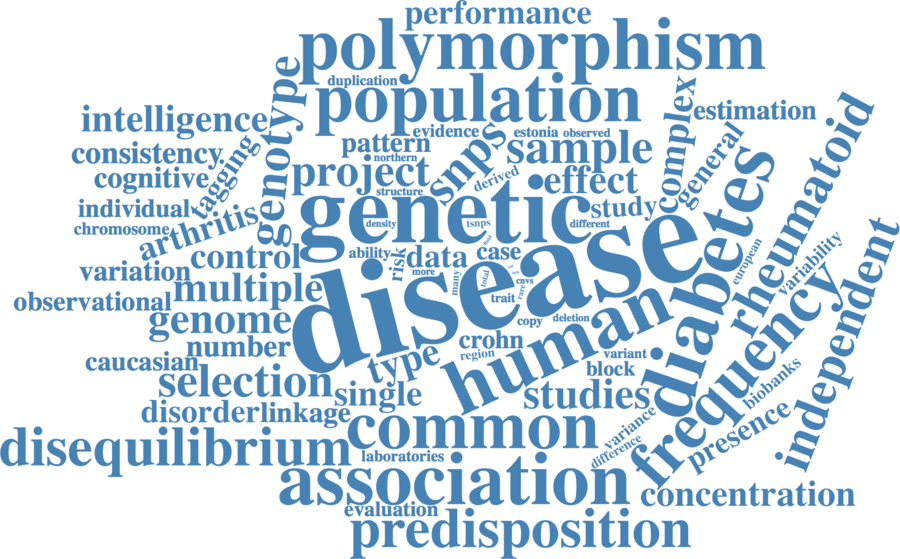 performance
polymorphism
duplication
population
genotype
complex
estimation
intelligence
evidence
estonia
observed
rheumatoid
pattern
snps
sample
general
consistency
tagging
northern
project
derived
effect
diabetes
cognitive
structure
genetic
study
individual
density
tsnps
different
chromosome
arthritis
disease
independent
control
ability
risk
data
case
european
variability
variation
more
many
total
cnvs
rare
trait
human
observational
multiple
frequency
genome
copy
deletion
number
type
crohn
region
variant
caucasian
block
biobanks
selection
single
studies
disorder
linkage
common
variance
presence
disequilibrium
difference
laboratories
association
concentration
evaluation
predisposition